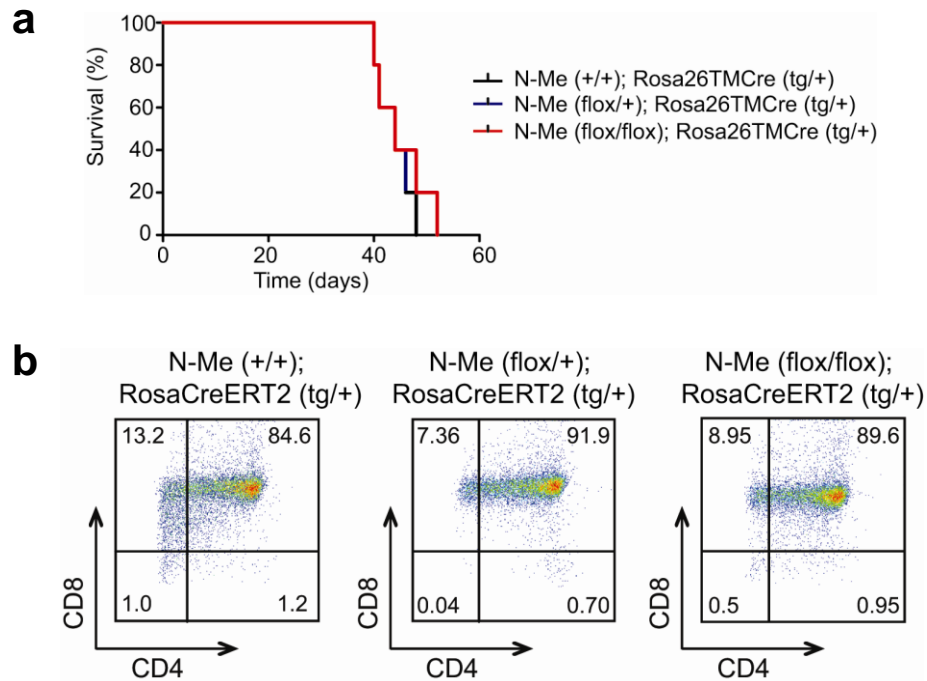 a
Survival (%)
100
80
60
40
20
0
0 20 40 60
Time (days)
N-Me (+/+); Rosa26TMCre (tg/+)
N-Me (flox/+); Rosa26TMCre (tg/+)
N-Me (flox/flox); Rosa26TMCre (tg/+)
b
N-Me (+/+);
RosaCreERT2 (tg/+)
13.2 84.6
1.0 1.2
CD8
CD4
N-Me (flox/+);
RosaCreERT2 (tg/+)
7.36 91.9
0.04 0.70
CD8
CD4
N-Me (flox/flox);
RosaCreERT2 (tg/+)
8.95 89.6
0.5 0.95
CD8
CD4